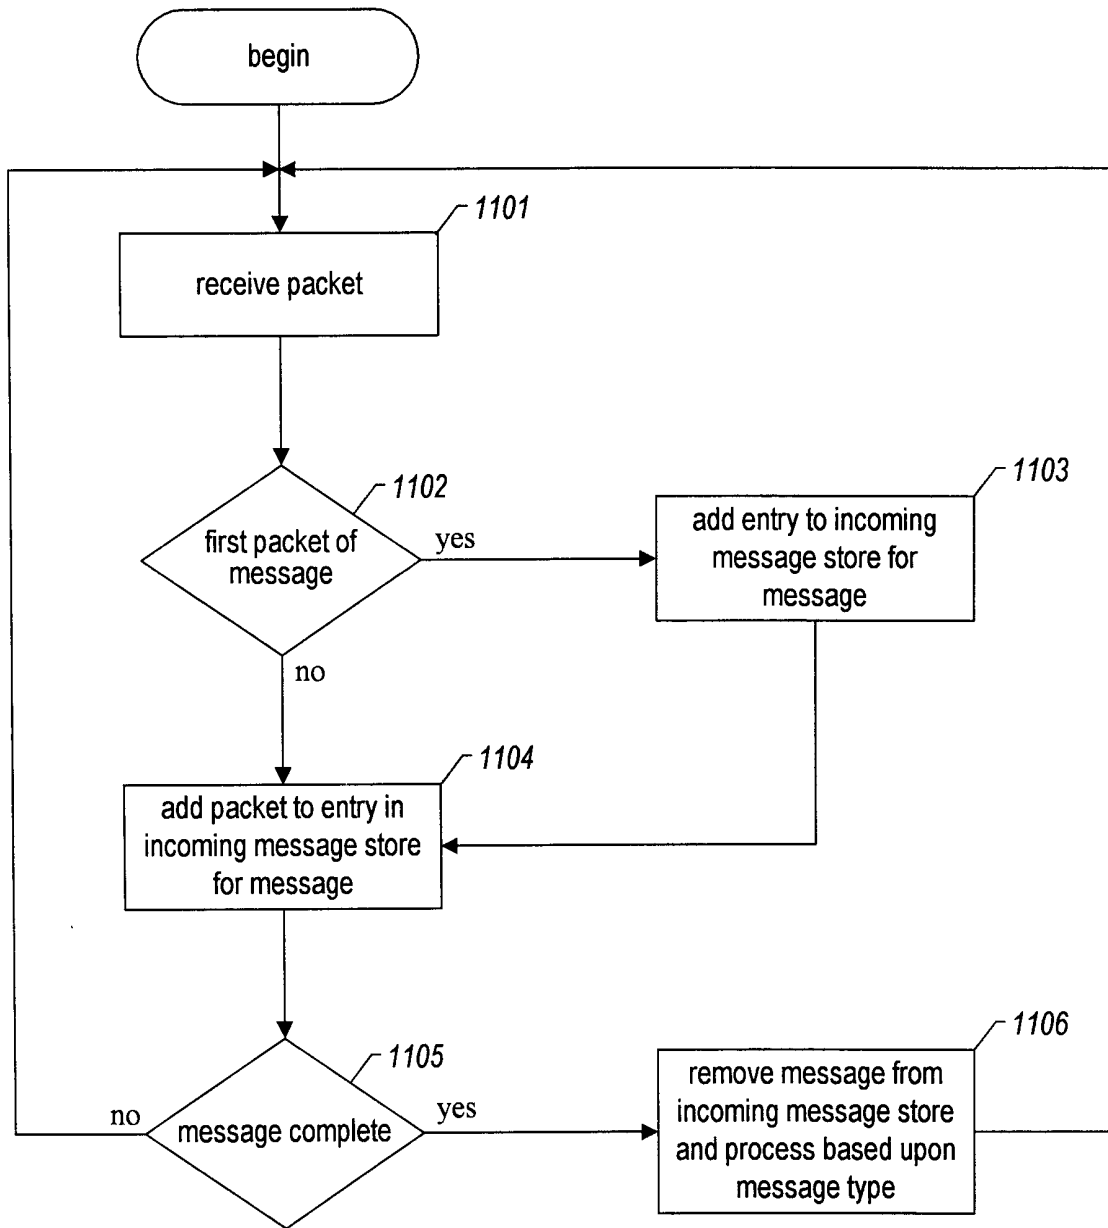 begin
1101
receive packet
1102
first packet of
message
yes
no
1103
add entry to incoming
message store for
message
1104
add packet to entry in
incoming message store
for message
1105
message complete
no
yes
1106
remove message from
incoming message store
and process based upon
message type